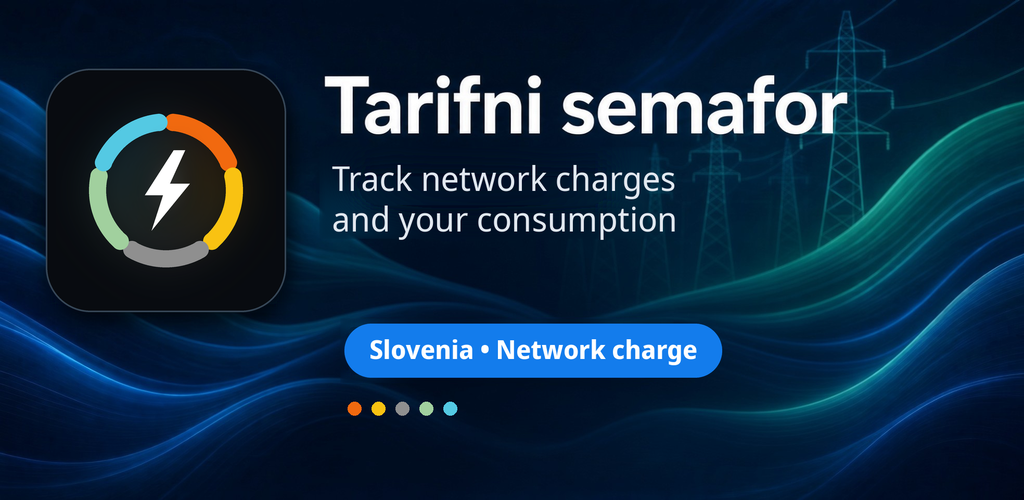 Tarifni semafor
Track network charges
and your consumption
Slovenia • Network charge